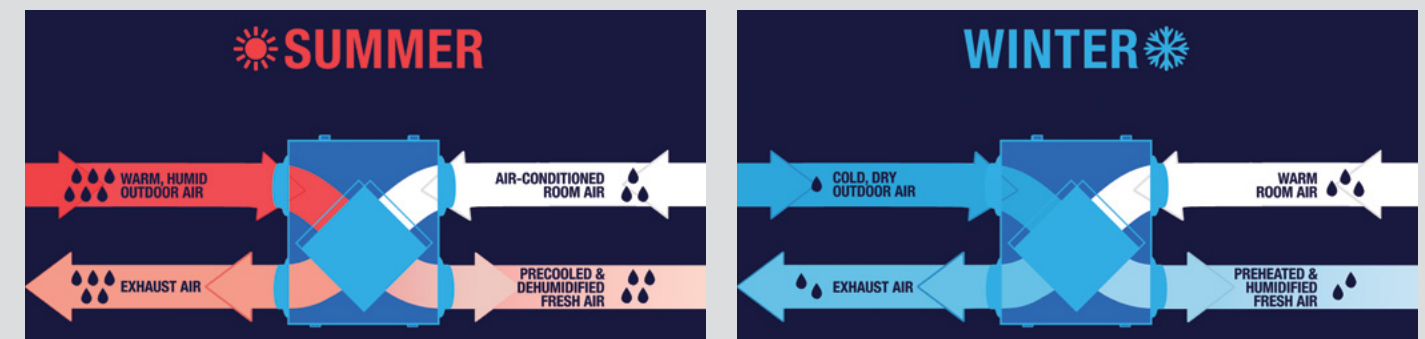 SUMMER
WARM, HUMID
OUTDOOR AIR
AIR-CONDITIONED
ROOM AIR
EXHAUST AIR
PRECOOLED &
DEHUMIDIFIED
FRESH AIR
WINTER
COLD, DRY
OUTDOOR AIR
WARM
ROOM AIR
EXHAUST AIR
PREHEATED &
HUMIDIFIED
FRESH AIR